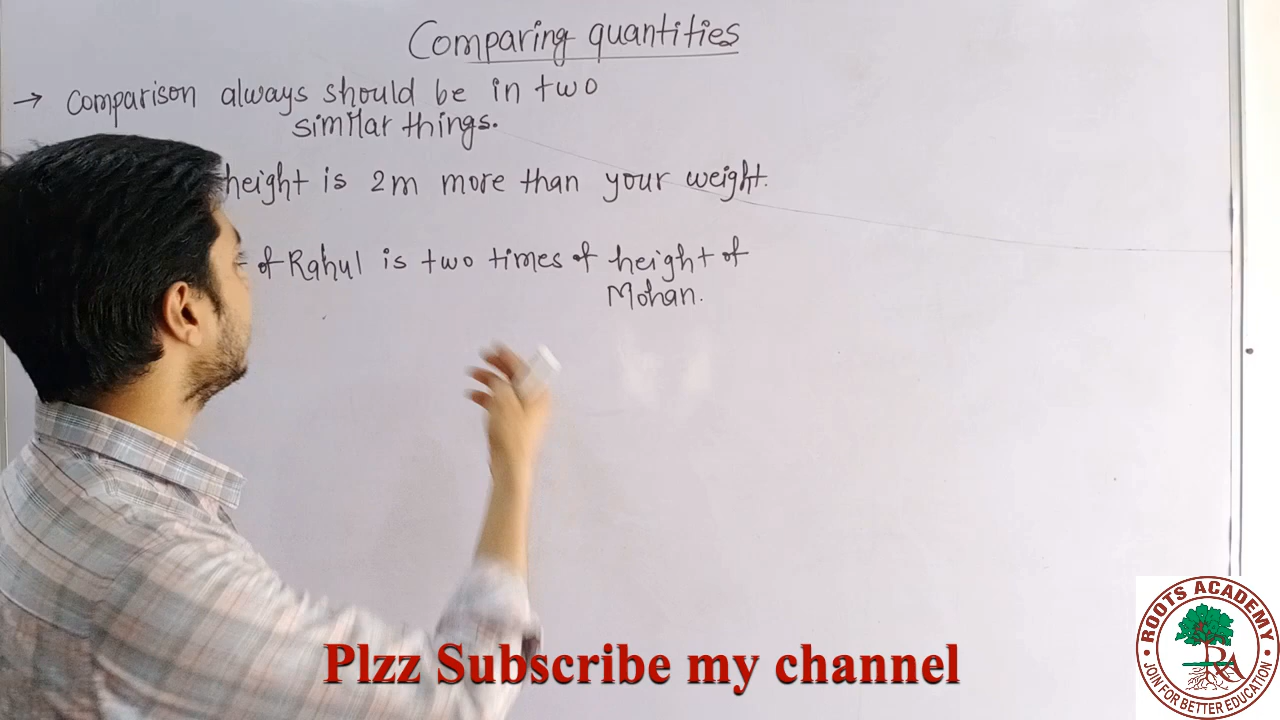 Comparing quantities
→ Comparison always should be in two
similar things.
height is 2m more than your weight.
of Rahul is two times of height of
Mohan.
Plzz Subscribe my channel
ROOTS ACADEMY
RA
JOIN FOR BETTER EDUCATION